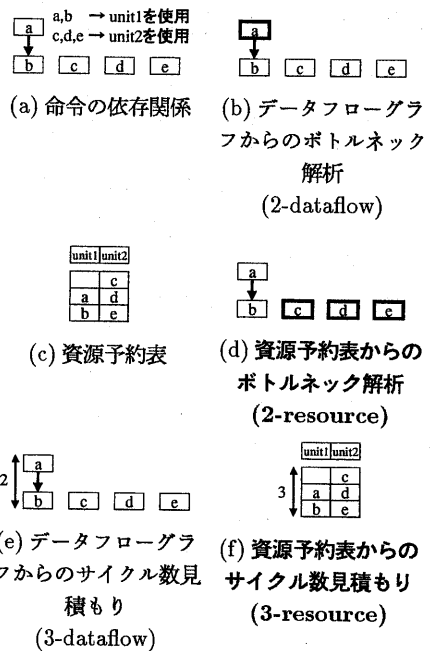 a a,b → unit1を使用
c,d,e → unit2を使用
b c d e
(a) 命令の依存関係
a
b c d e
(b) データフローグラ
フからのボトルネック
解析
(2-dataflow)
unit1 unit2
c
a d
b e
(c) 資源予約表
a
b c d e
(d) 資源予約表からの
ボトルネック解析
(2-resource)
a
2
b c d e
(e) データフローグラ
フからのサイクル数見
積もり
(3-dataflow)
unit1 unit2
c
3 a d
b e
(f) 資源予約表からの
サイクル数見積もり
(3-resource)